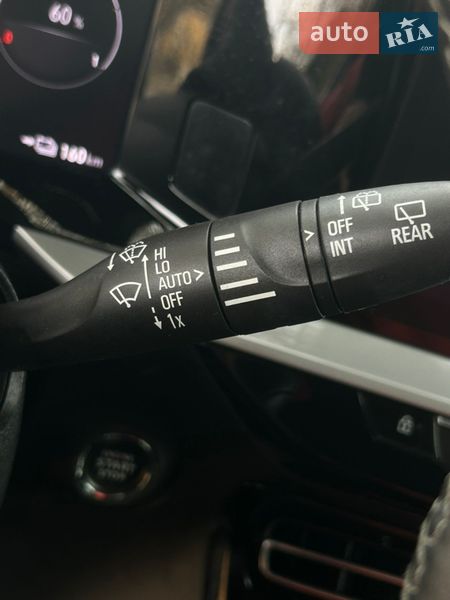 60 %
auto RIA
.com
160 km
HI
LO
AUTO >
OFF
1x
>
OFF
INT
REAR
START
STOP